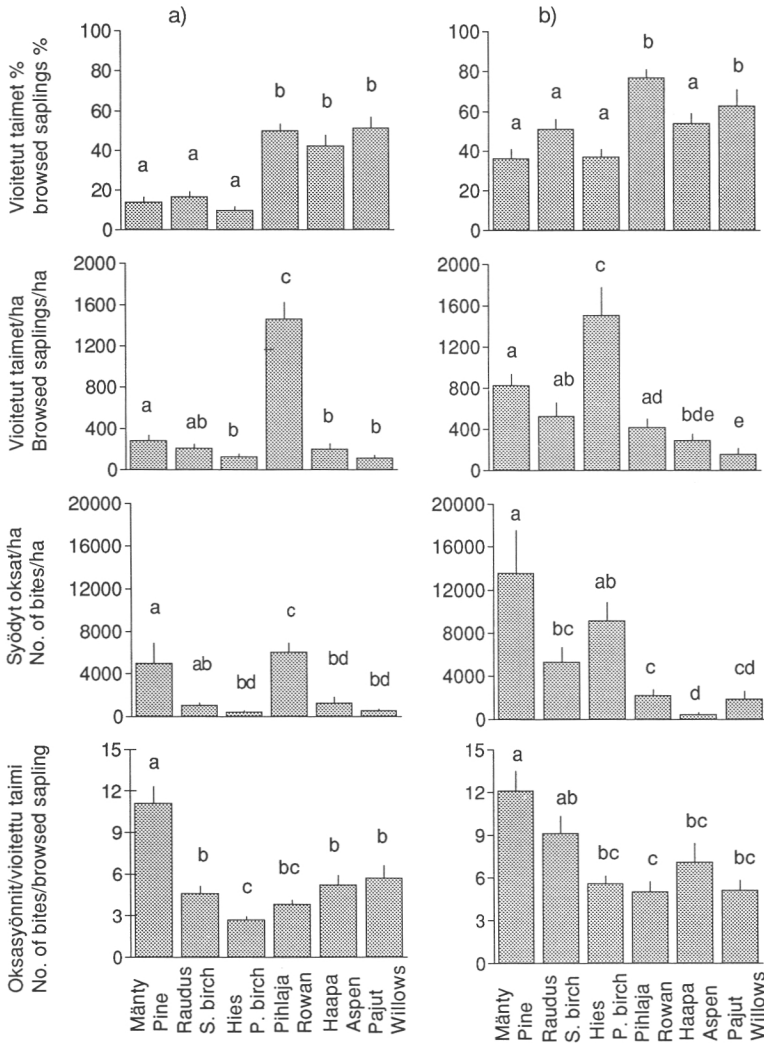 a)
b)
Vioitetut taimet %
browsed saplings %
100
80
60
40
20
0
a
a
a
b
b
b
100
80
60
40
20
0
a
a
a
b
a
b
Vioitetut taimet/ha
Browsed saplings/ha
2000
1600
1200
800
400
0
a
ab
b
c
b
b
2000
1600
1200
800
400
0
a
ab
c
ad
bde
e
Syödyt oksat/ha
No. of bites/ha
20000
16000
12000
8000
4000
0
a
ab
bd
c
bd
bd
20000
16000
12000
8000
4000
0
a
bc
ab
c
d
cd
Oksasyönnit/vioitettu taimi
No. of bites/browsed sapling
15
12
9
6
3
0
a
b
c
bc
b
b
15
12
9
6
3
0
a
ab
bc
c
bc
bc
Mänty
Pine
Raudus
S. birch
Hies
P. birch
Pihlaja
Rowan
Haapa
Aspen
Pajut
Willows
Mänty
Pine
Raudus
S. birch
Hies
P. birch
Pihlaja
Rowan
Haapa
Aspen
Pajut
Willows